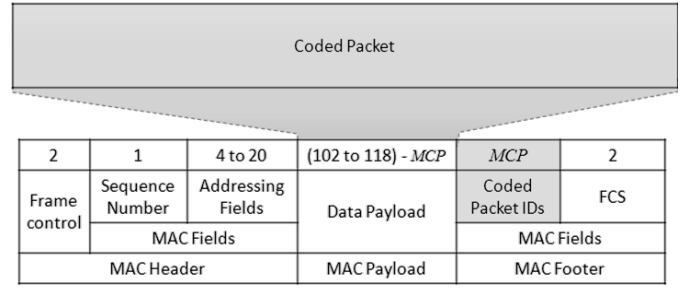 Coded Packet
2 1 4 to 20 (102 to 118) - MCP MCP 2
Frame control Sequence Number Addressing Fields Data Payload Coded Packet IDs FCS
MAC Fields MAC Fields
MAC Header MAC Payload MAC Footer